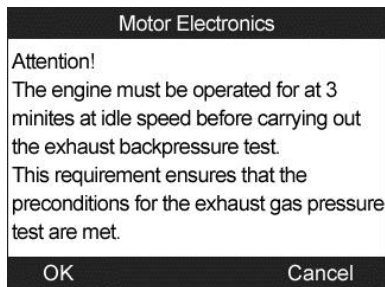 Motor Electronics
Attention!
The engine must be operated for at 3
minites at idle speed before carrying out
the exhaust backpressure test.
This requirement ensures that the
preconditions for the exhaust gas pressure
test are met.
OK Cancel